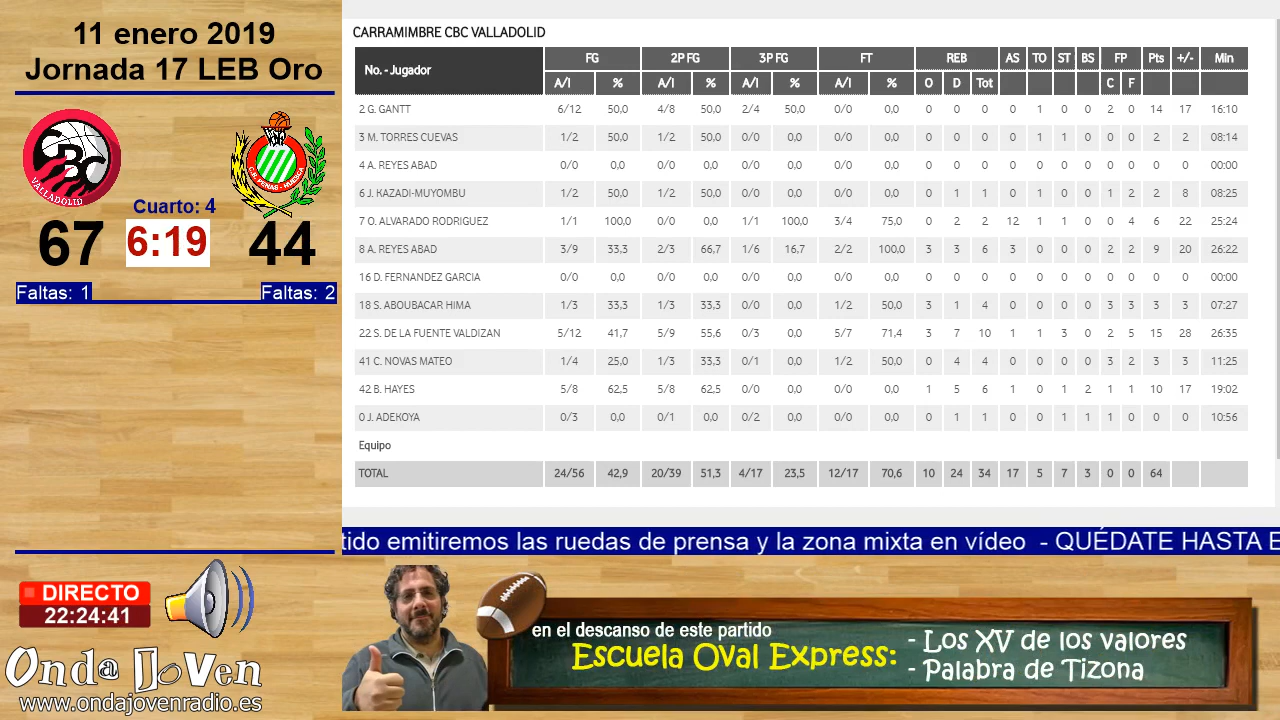 11 enero 2019
Jornada 17 LEB Oro
CBC
VALLADOLID
C.B. PEÑAS - HUESCA
Cuarto: 4
67 6:19 44
Faltas: 1 Faltas: 2
CARRAMIMBRE CBC VALLADOLID
No. - Jugador FG 2P FG 3P FG FT REB AS TO ST BS FP Pts +/- Min
A/I % A/I % A/I % A/I % O D Tot C F
2 G. GANTT 6/12 50,0 4/8 50,0 2/4 50,0 0/0 0,0 0 0 0 0 1 0 0 2 0 14 17 16:10
3 M. TORRES CUEVAS 1/2 50,0 1/2 50,0 0/0 0,0 0/0 0,0 0 0 0 0 1 1 0 0 0 2 2 08:14
4 A. REYES ABAD 0/0 0,0 0/0 0,0 0/0 0,0 0/0 0,0 0 0 0 0 0 0 0 0 0 0 0 00:00
6 J. KAZADI-MUYOMBU 1/2 50,0 1/2 50,0 0/0 0,0 0/0 0,0 0 1 1 0 1 0 0 1 2 2 8 08:25
7 O. ALVARADO RODRIGUEZ 1/1 100,0 0/0 0,0 1/1 100,0 5/4 75,0 0 2 2 12 1 1 0 0 4 6 22 25:24
8 A. REYES ABAD 3/9 33,3 2/3 66,7 1/6 16,7 2/2 100,0 3 3 6 3 0 0 0 2 2 9 20 26:22
16 D. FERNANDEZ GARCIA 0/0 0,0 0/0 0,0 0/0 0,0 0/0 0,0 0 0 0 0 0 0 0 0 0 0 0 00:00
18 S. ABOUBACAR HIMA 1/3 33,3 1/3 33,3 0/0 0,0 1/2 50,0 3 1 4 0 0 0 0 3 3 3 3 07:27
22 S. DE LA FUENTE VALDIZAN 5/12 41,7 5/9 55,6 0/3 0,0 5/7 71,4 3 7 10 1 1 3 0 2 5 15 28 26:35
41 C. NOVAS MATEO 1/4 25,0 1/3 33,3 0/1 0,0 1/2 50,0 0 4 4 0 0 0 0 3 2 3 3 11:25
42 B. HAYES 5/8 62,5 5/8 62,5 0/0 0,0 0/0 0,0 1 5 6 1 0 1 2 1 1 10 17 19:02
0 J. ADEKOYA 0/3 0,0 0/1 0,0 0/2 0,0 0/0 0,0 0 1 1 0 0 1 1 1 0 0 0 10:56
Equipo
TOTAL 24/56 42,9 20/39 51,3 4/17 23,5 12/17 70,6 10 24 34 17 5 7 3 0 0 64
tido emitiremos las ruedas de prensa y la zona mixta en vídeo - QUÉDATE HASTA E
DIRECTO
22:24:41
Onda JoVen
www.ondajovenradio.es
en el descanso de este partido
Escuela Oval Express:
- Los XV de los valores
- Palabra de Tizona